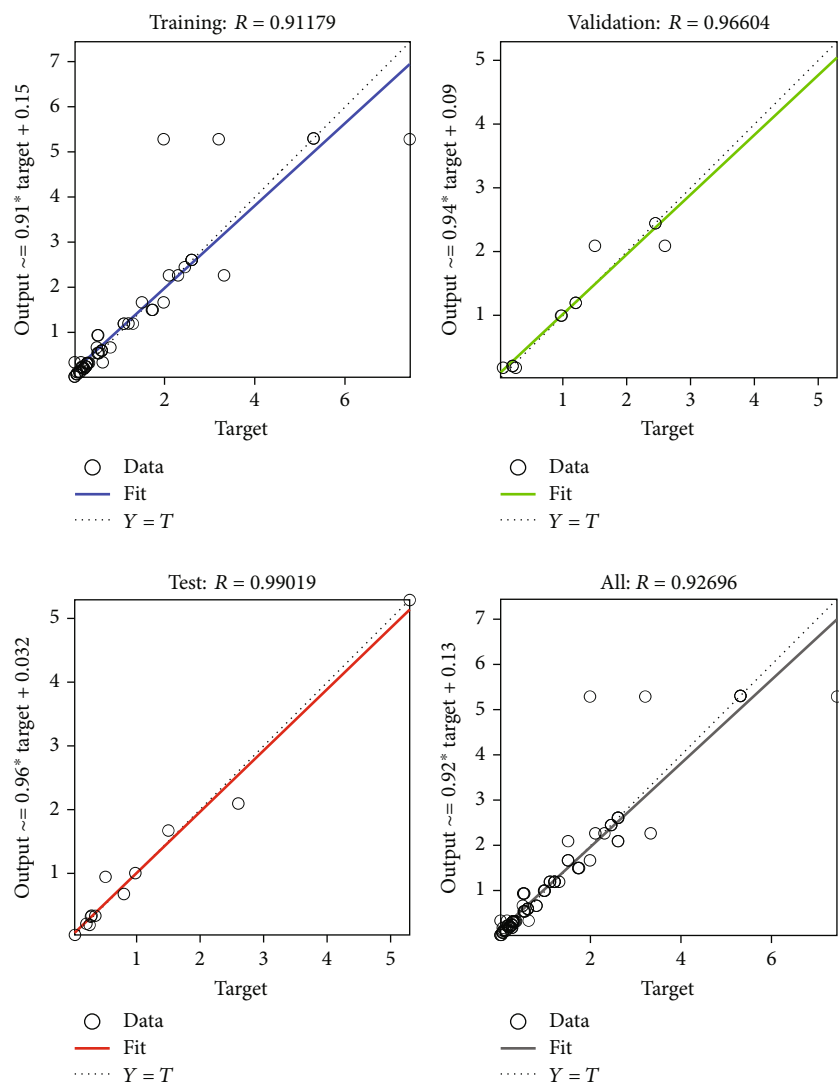 Training: R = 0.91179
Output ~= 0.91* target + 0.15
7
6
5
4
3
2
1
2
4
6
Target
Data
Fit
Y = T
Validation: R = 0.96604
Output ~= 0.94* target + 0.09
5
4
3
2
1
1
2
3
4
5
Target
Data
Fit
Y = T
Test: R = 0.99019
Output ~= 0.96* target + 0.032
5
4
3
2
1
1
2
3
4
5
Target
Data
Fit
Y = T
All: R = 0.92696
Output ~= 0.92* target + 0.13
7
6
5
4
3
2
1
2
4
6
Target
Data
Fit
Y = T